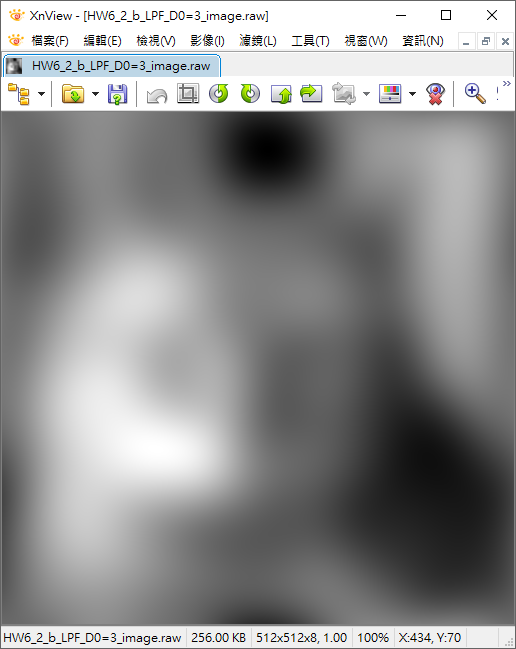 XnView - [HW6_2_b_LPF_D0=3_image.raw]
檔案(F) 編輯(E) 檢視(V) 影像(I) 濾鏡(L) 工具(T) 視窗(W) 資訊(N)
HW6_2_b_LPF_D0=3_image.raw
HW6_2_b_LPF_D0=3_image.raw 256.00 KB 512x512x8, 1.00 100% X:434, Y:70